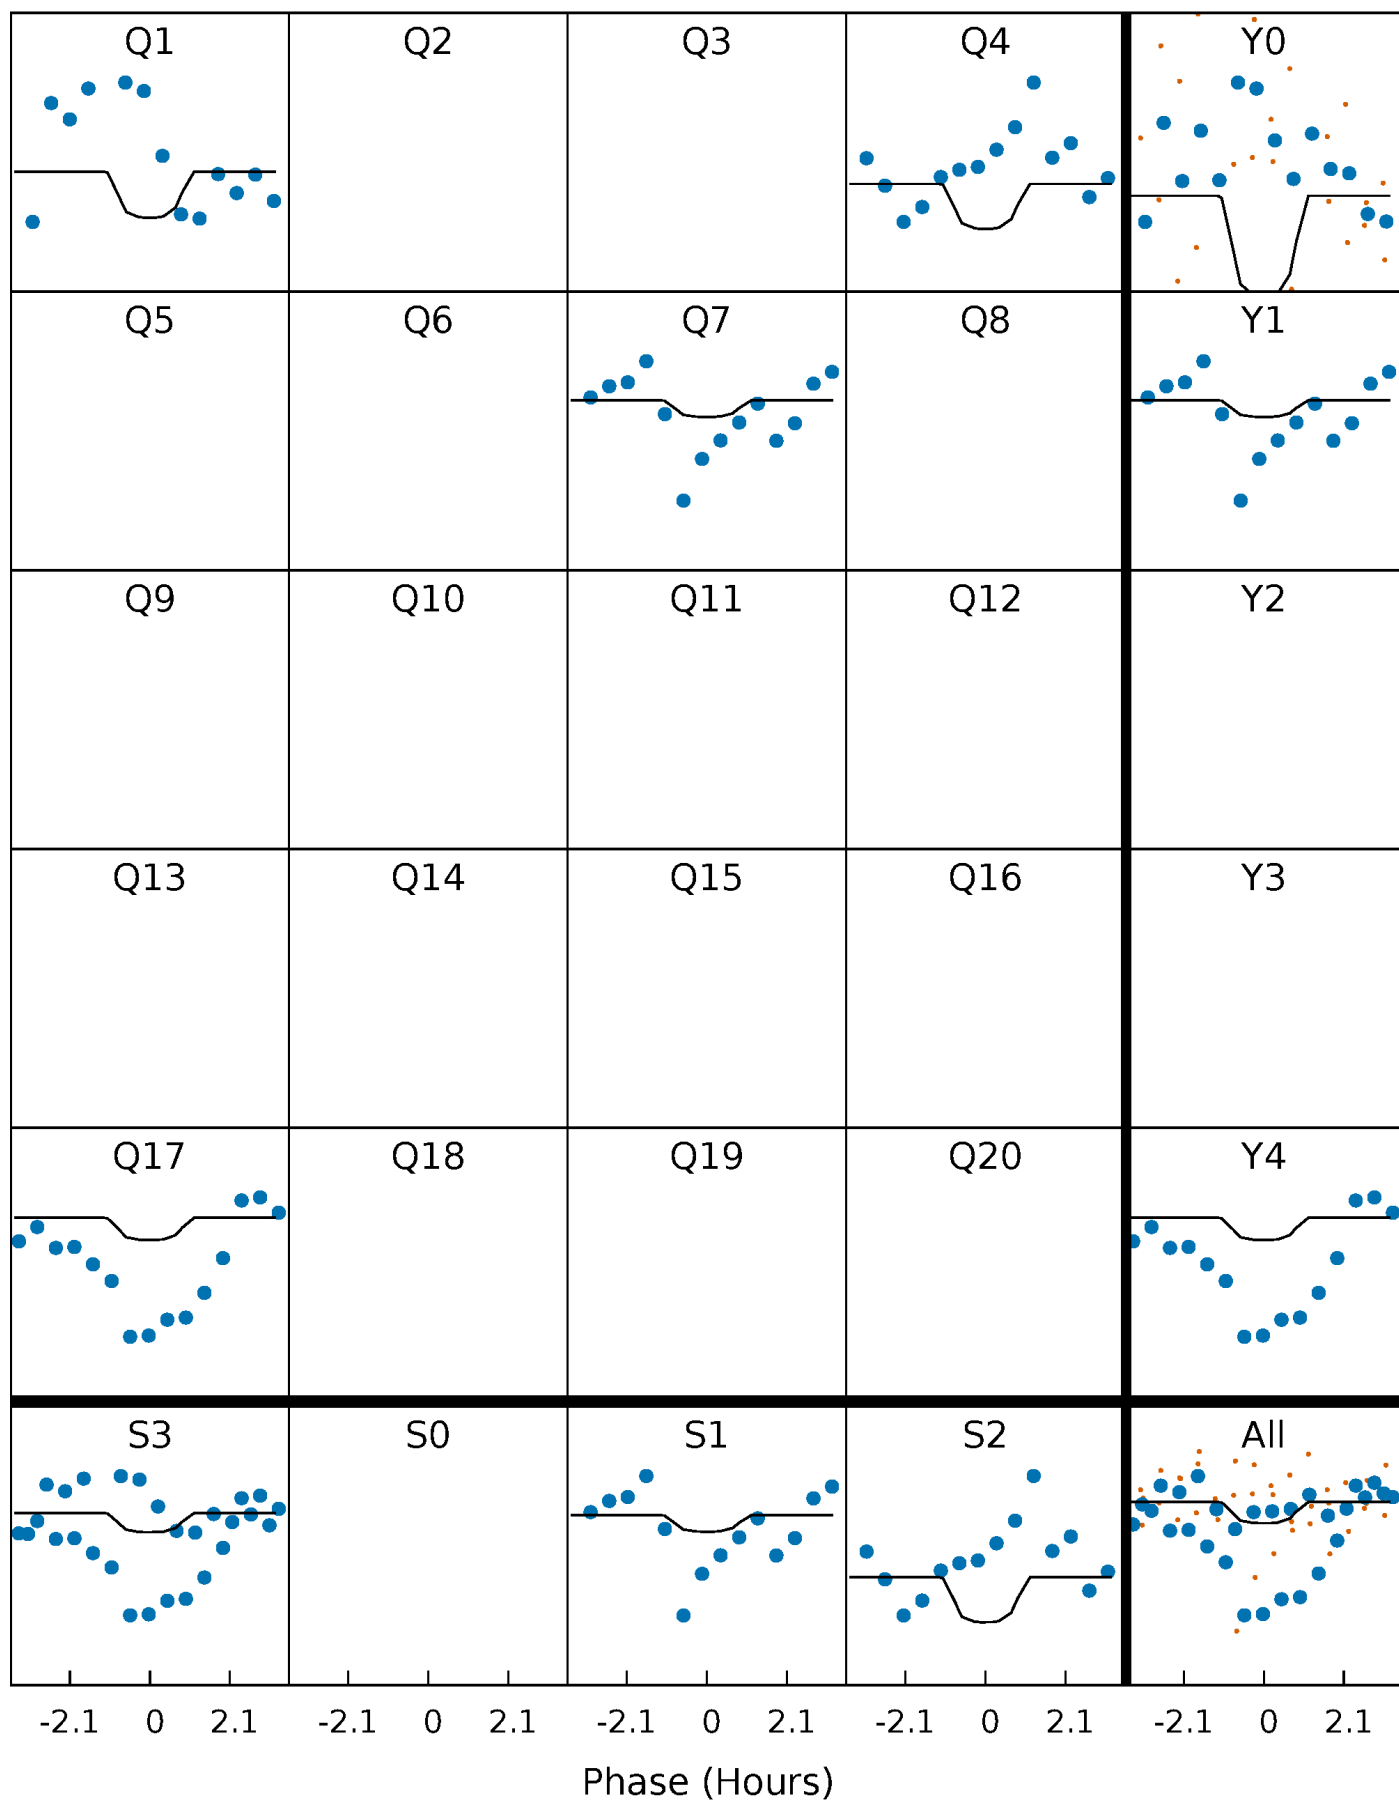 Q1 Q2 Q3 Q4 Y0
Q5 Q6 Q7 Q8 Y1
Q9 Q10 Q11 Q12 Y2
Q13 Q14 Q15 Q16 Y3
Q17 Q18 Q19 Q20 Y4
S3 S0 S1 S2 All
-2.1 0 2.1 -2.1 0 2.1 -2.1 0 2.1 -2.1 0 2.1 -2.1 0 2.1
Phase (Hours)